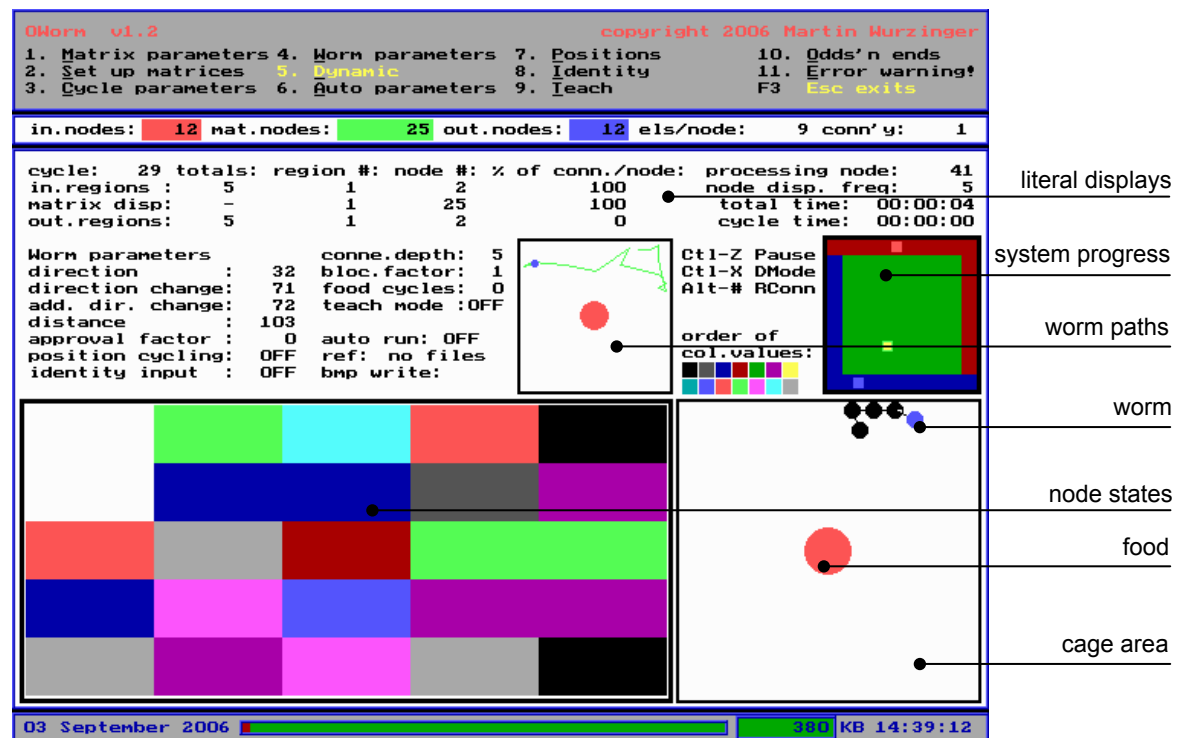 OWorm v1.2 copyright 2006 Martin Wurzinger
1. Matrix parameters 4. Worm parameters 7. Positions 10. Odds'n ends
2. Set up matrices 5. Dynamic 8. Identity 11. Error warning!
3. Cycle parameters 6. Auto parameters 9. Teach F3 Esc exits
in.nodes: 12 mat.nodes: 25 out.nodes: 12 els/node: 9 conn'y: 1
cycle: 29 totals: region #: node #: % of conn./node: processing node: 41
in.regions : 5 1 2 100 node disp. freq: 5
matrix disp: - 1 25 100 total time: 00:00:04
out.regions: 5 1 2 0 cycle time: 00:00:00
literal displays
Worm parameters conne.depth: 5 Ctl-Z Pause
direction : 32 bloc.factor: 1 Ctl-X DMode
direction change: 71 food cycles: 0 Alt-# RConn
add. dir. change: 72 teach mode :OFF
distance : 103
approval factor : 0 auto run: OFF order of
position cycling: OFF ref: no files col.values:
identity input : OFF bmp write:
system progress
worm paths
worm
node states
food
cage area
03 September 2006 380 KB 14:39:12